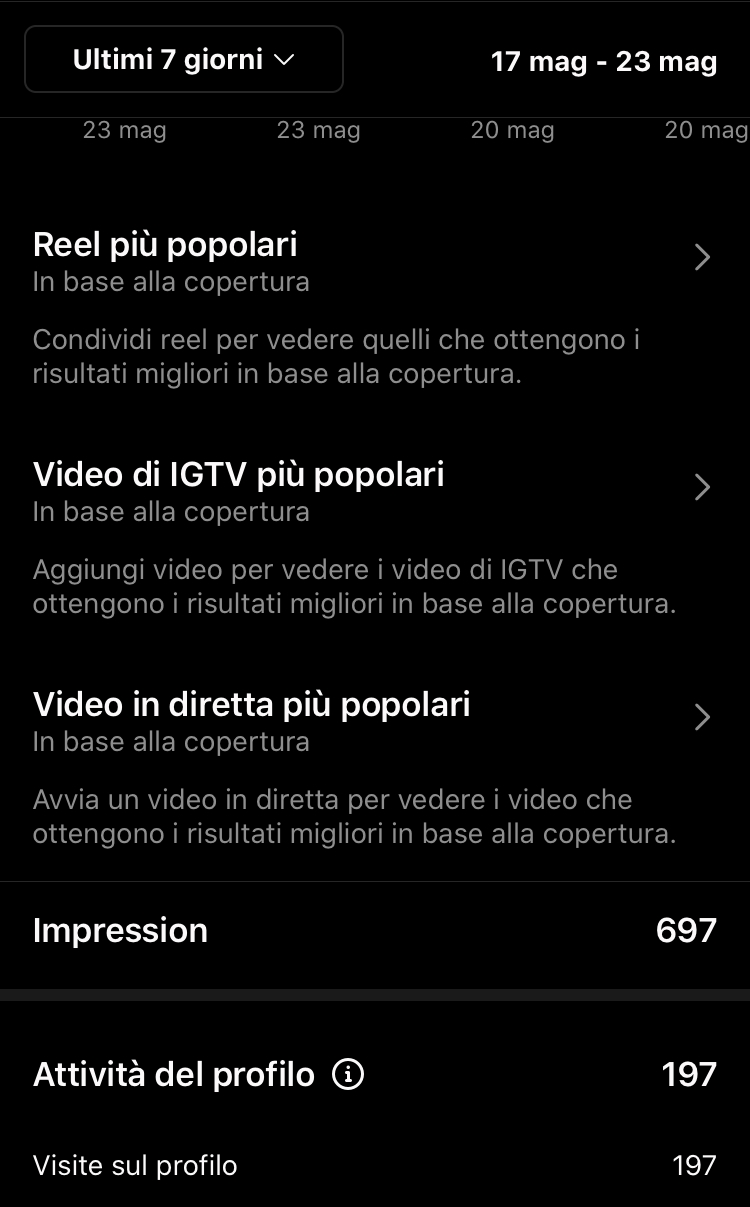 Ultimi 7 giorni
17 mag - 23 mag
23 mag 23 mag 20 mag 20 mag
Reel più popolari
In base alla copertura
Condividi reel per vedere quelli che ottengono i
risultati migliori in base alla copertura.
Video di IGTV più popolari
In base alla copertura
Aggiungi video per vedere i video di IGTV che
ottengono i risultati migliori in base alla copertura.
Video in diretta più popolari
In base alla copertura
Avvia un video in diretta per vedere i video che
ottengono i risultati migliori in base alla copertura.
Impression 697
Attività del profilo 197
Visite sul profilo 197